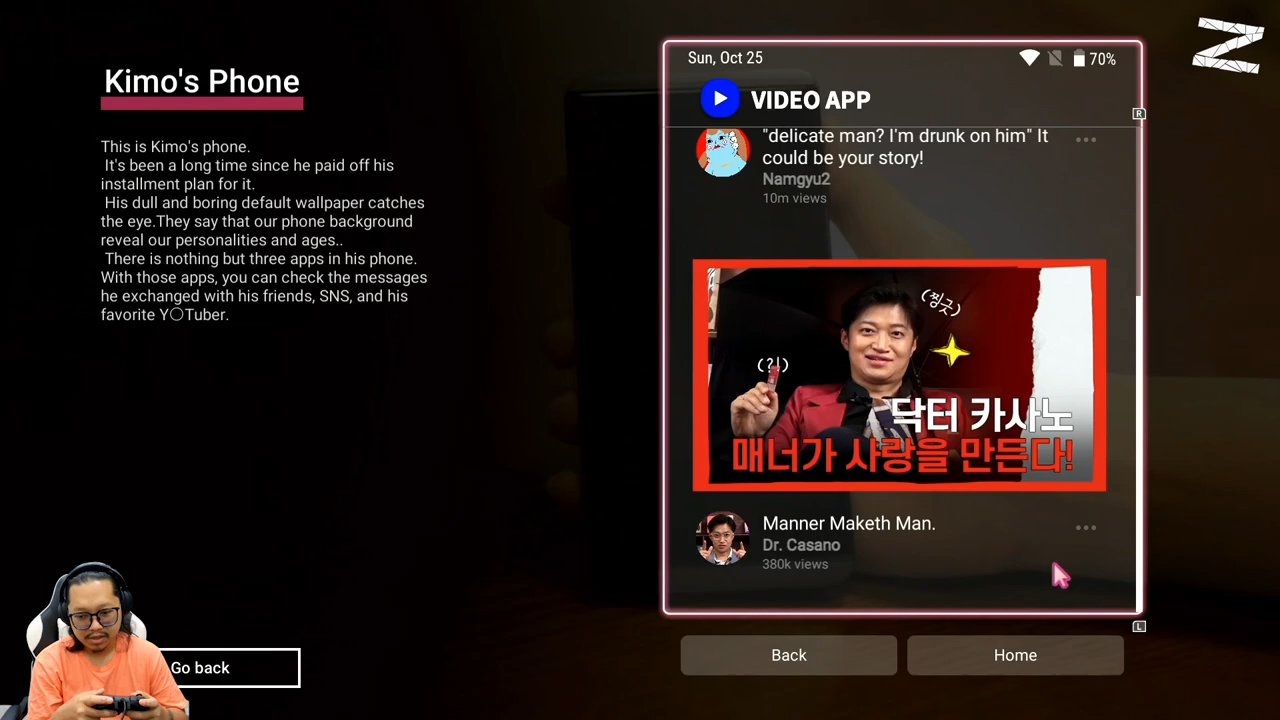 Kimo's Phone
This is Kimo's phone.
It's been a long time since he paid off his
installment plan for it.
His dull and boring default wallpaper catches
the eye.They say that our phone background
reveal our personalities and ages..
There is nothing but three apps in his phone.
With those apps, you can check the messages
he exchanged with his friends, SNS, and his
favorite Y〇Tuber.
Go back
Sun, Oct 25
70%
VIDEO APP
R
"delicate man? I'm drunk on him" It
could be your story!
Namgyu2
10m views
(찡긋)
닥터 카사노
매너가 사랑을 만든다!
Manner Maketh Man.
Dr. Casano
380k views
L
Back
Home
Z